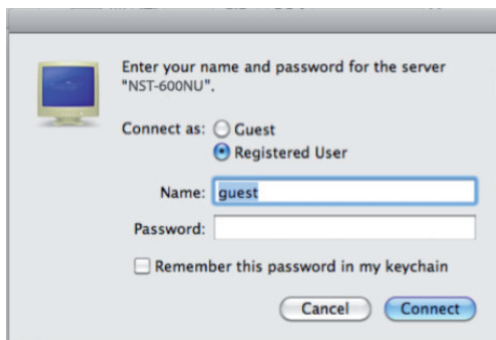 Enter your name and password for the server
"NST-600NU".
Connect as: Guest
Registered User
Name: guest
Password:
Remember this password in my keychain
Cancel Connect